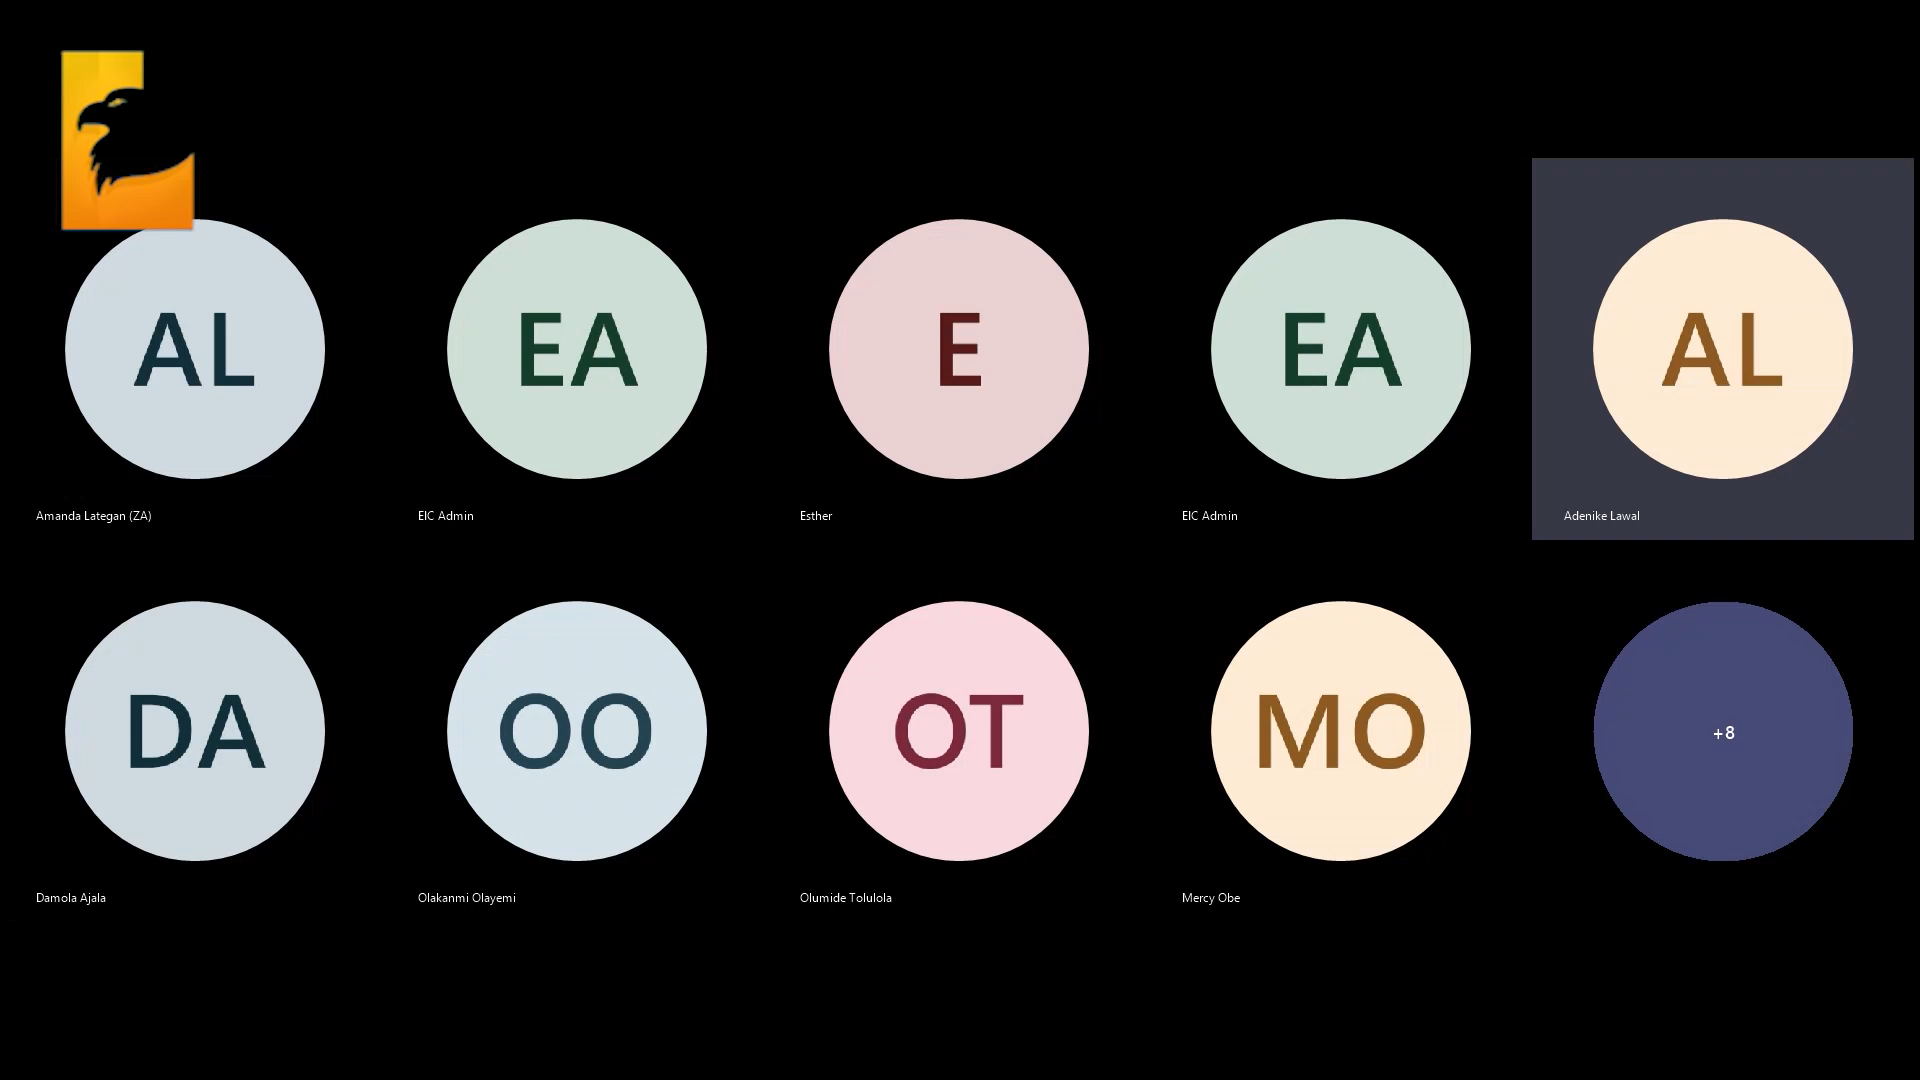 AL
EA
E
EA
AL
Amanda Lategan (ZA)
EIC Admin
Esther
EIC Admin
Adenike Lawal
DA
OO
OT
MO
+8
Damola Ajala
Olakanmi Olayemi
Olumide Tolulola
Mercy Obe